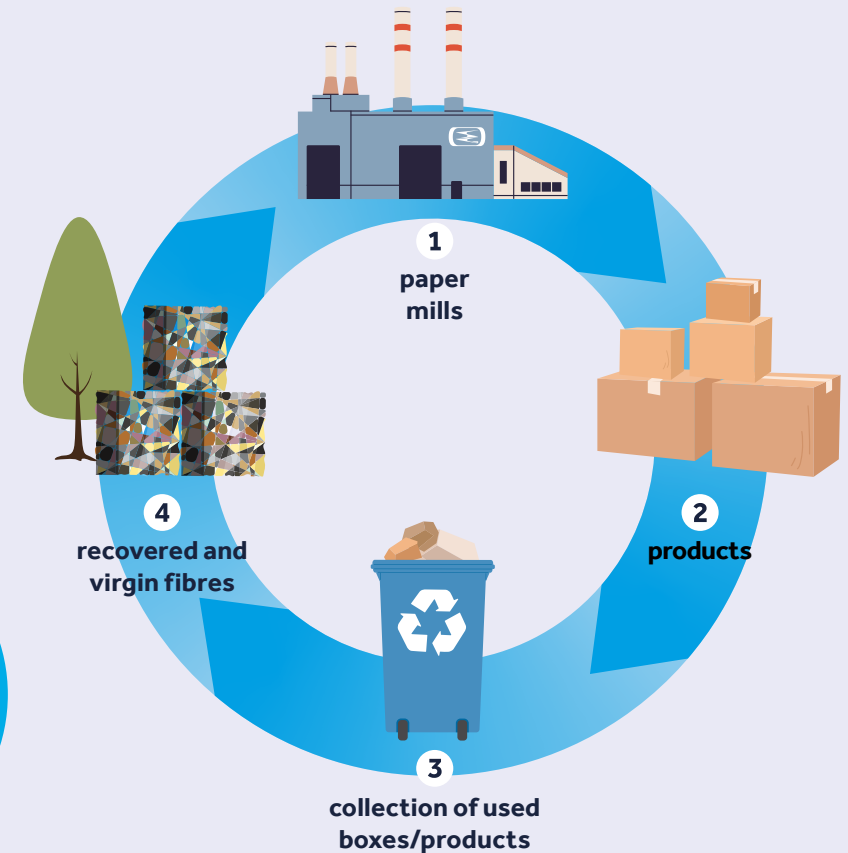 1
paper
mills
2
products
3
collection of used
boxes/products
4
recovered and
virgin fibres